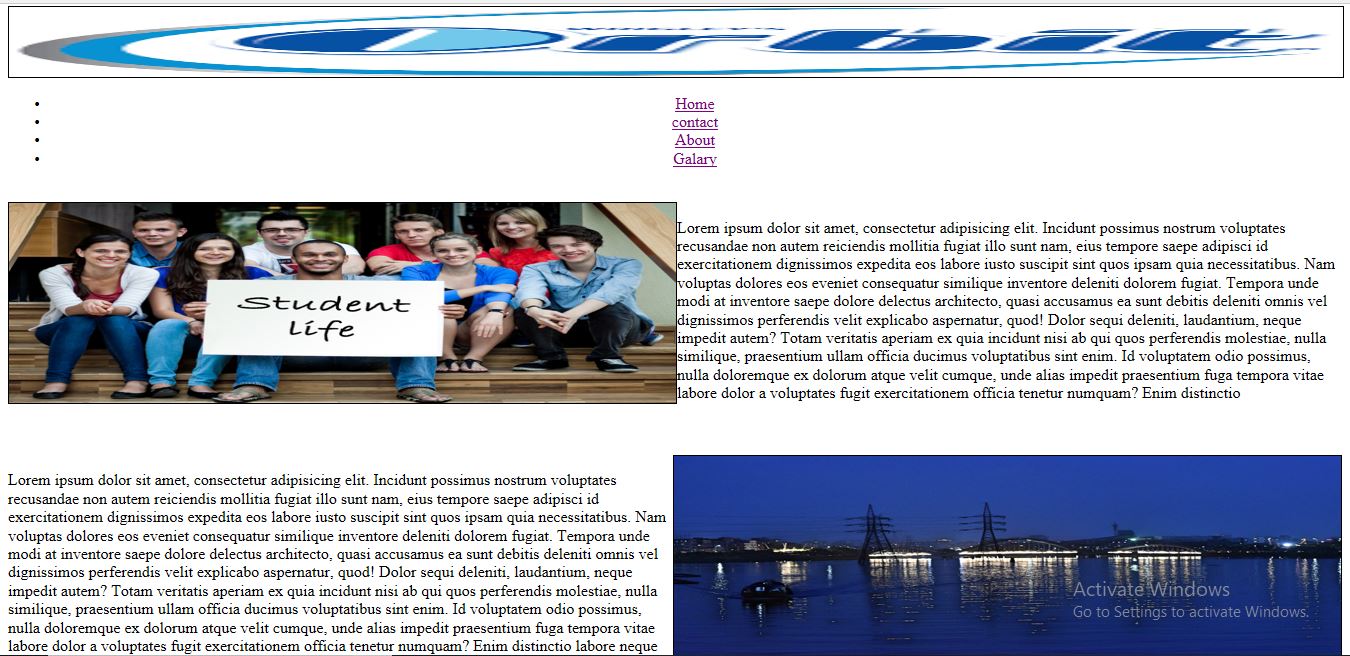 Orbit
Home
contact
About
Galary
Student
life
Lorem ipsum dolor sit amet, consectetur adipisicing elit. Incidunt possimus nostrum voluptates
recusandae non autem reiciendis mollitia fugiat illo sunt nam, eius tempore saepe adipisci id
exercitationem dignissimos expedita eos labore iusto suscipit sint quos ipsam quia necessitatibus. Nam
voluptas dolores eos eveniet consequatur similique inventore deleniti dolorem fugiat. Tempora unde
modi at inventore saepe dolore delectus architecto, quasi accusamus ea sunt debitis deleniti omnis vel
dignissimos perferendis velit explicabo aspernatur, quod! Dolor sequi deleniti, laudantium, neque
impedit autem? Totam veritatis aperiam ex quia incidunt nisi ab qui quos perferendis molestiae, nulla
similique, praesentium ullam officia ducimus voluptatibus sint enim. Id voluptatem odio possimus,
nulla doloremque ex dolorum atque velit cumque, unde alias impedit praesentium fuga tempora vitae
labore dolor a voluptates fugit exercitationem officia tenetur numquam? Enim distinctio
Lorem ipsum dolor sit amet, consectetur adipisicing elit. Incidunt possimus nostrum voluptates
recusandae non autem reiciendis mollitia fugiat illo sunt nam, eius tempore saepe adipisci id
exercitationem dignissimos expedita eos labore iusto suscipit sint quos ipsam quia necessitatibus. Nam
voluptas dolores eos eveniet consequatur similique inventore deleniti dolorem fugiat. Tempora unde
modi at inventore saepe dolore delectus architecto, quasi accusamus ea sunt debitis deleniti omnis vel
dignissimos perferendis velit explicabo aspernatur, quod! Dolor sequi deleniti, laudantium, neque
impedit autem? Totam veritatis aperiam ex quia incidunt nisi ab qui quos perferendis molestiae, nulla
similique, praesentium ullam officia ducimus voluptatibus sint enim. Id voluptatem odio possimus,
nulla doloremque ex dolorum atque velit cumque, unde alias impedit praesentium fuga tempora vitae
labore dolor a voluptates fugit exercitationem officia tenetur numquam? Enim distinctio labore neque
Activate Windows
Go to Settings to activate Windows.